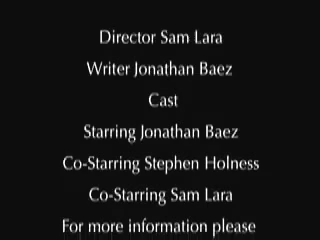 Director Sam Lara
Writer Jonathan Baez
Cast
Starring Jonathan Baez
Co-Starring Stephen Holness
Co-Starring Sam Lara
For more information please